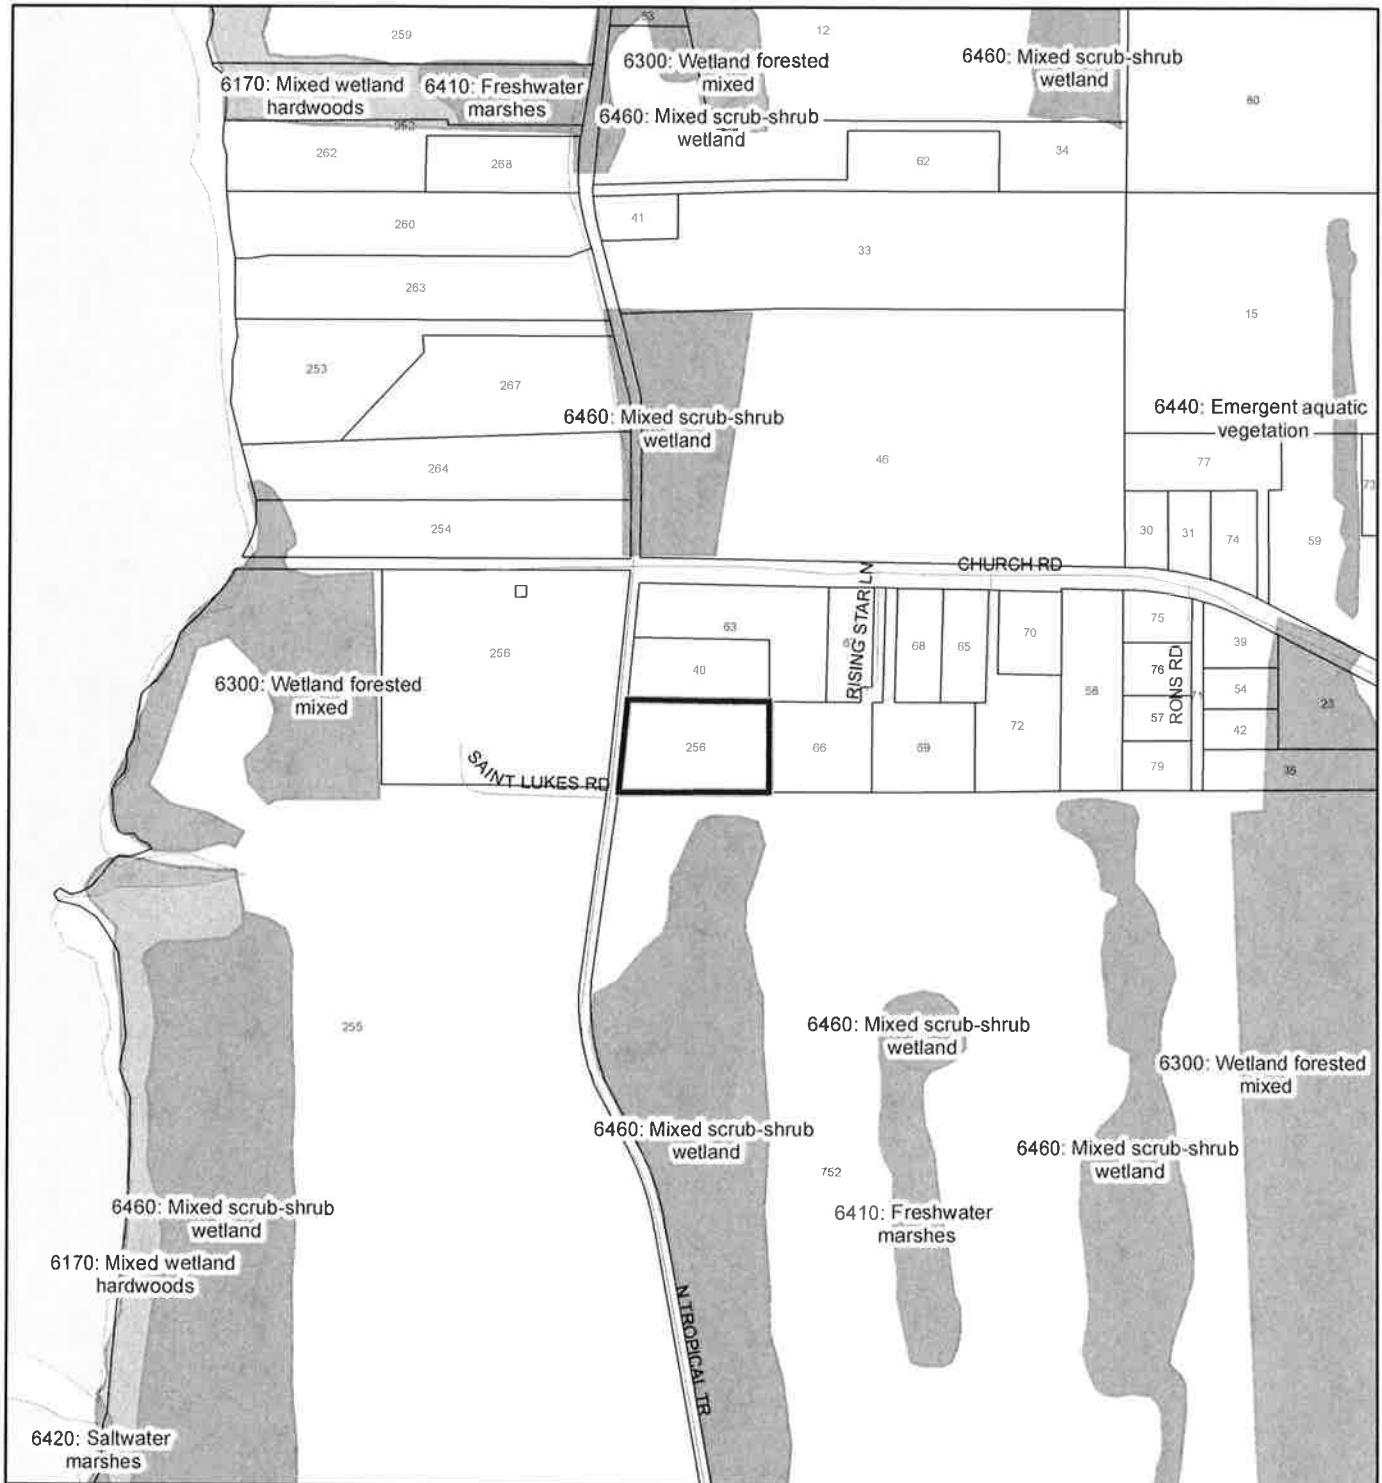 53
12
259
6300: Wetland forested
mixed
6460: Mixed scrub-shrub
wetland
6170: Mixed wetland
hardwoods
6410: Freshwater
marshes
80
6460: Mixed scrub-shrub
wetland
262
268
62
34
41
260
33
263
15
253
267
6440: Emergent aquatic
vegetation
6460: Mixed scrub-shrub
wetland
46
77
264
73
254
30
31
74
59
CHURCH RD
RISING STAR LN
63
75
256
68
65
70
39
40
76
RONS RD
71
6300: Wetland forested
mixed
58
54
23
57
42
256
66
69
72
79
36
SAINT LUKES RD
255
6460: Mixed scrub-shrub
wetland
6300: Wetland forested
mixed
6460: Mixed scrub-shrub
wetland
6460: Mixed scrub-shrub
wetland
752
6410: Freshwater
marshes
6460: Mixed scrub-shrub
wetland
6170: Mixed wetland
hardwoods
N TROPICAL TR
6420: Saltwater
marshes